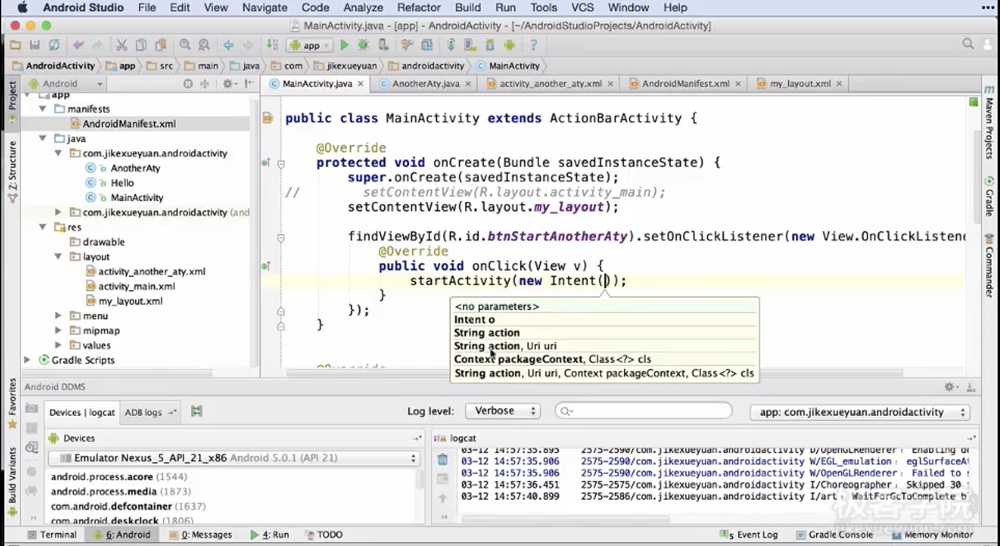 Android Studio File Edit View Navigate Code Analyze Refactor Build Run Tools VCS Window Help
MainActivity.java - [app] - AndroidActivity - [~/AndroidStudioProjects/AndroidActivity]
app
AndroidActivity app src main java com jikexueyuan androidactivity MainActivity
Android
MainActivity.java AnotherAty.java activity_another_aty.xml AndroidManifest.xml my_layout.xml
Project
Z: Structure
Favorites
Build Variants
app
manifests
AndroidManifest.xml
java
com.jikexueyuan.androidactivity
AnotherAty
Hello
MainActivity
com.jikexueyuan.androidactivity (and
res
drawable
layout
activity_another_aty.xml
activity_main.xml
my_layout.xml
menu
mipmap
values
Gradle Scripts
public class MainActivity extends ActionBarActivity {
@Override
protected void onCreate(Bundle savedInstanceState) {
super.onCreate(savedInstanceState);
// setContentView(R.layout.activity_main);
setContentView(R.layout.my_layout);
findViewById(R.id.btnStartAnotherAty).setOnClickListener(new View.OnClickListene
@Override
public void onClick(View v) {
startActivity(new Intent());
}
});
}
<no parameters>
Intent o
String action
String action, Uri uri
Context packageContext, Class<?> cls
String action, Uri uri, Context packageContext, Class<?> cls
@Override
Maven Projects
Gradle
Commander
Android DDMS
Devices | logcat ADB logs
Log level: Verbose
app: com.jikexueyuan.androidactivity
Devices
Emulator Nexus_5_API_21_x86 Android 5.0.1 (API 21)
android.process.acore (1544)
android.process.media (1873)
com.android.defcontainer (1637)
com.android.deskclock (1806)
logcat
03-12 14:57:35.895 2575-2590/com.jikexueyuan.androidactivity D/OpenGLRenderer: Enabling de
03-12 14:57:35.906 2575-2590/com.jikexueyuan.androidactivity W/EGL_emulation: eglSurfaceAt
03-12 14:57:35.906 2575-2590/com.jikexueyuan.androidactivity W/OpenGLRenderer: Failed to s
03-12 14:57:36.451 2575-2575/com.jikexueyuan.androidactivity I/Choreographer: Skipped 30
03-12 14:57:40.899 2575-2586/com.jikexueyuan.androidactivity I/art: WaitForGcToComplete b
极客学院
jikexueyuan.com
Terminal 6: Android 0: Messages 4: Run TODO
5 Event Log Gradle Console Memory Monitor